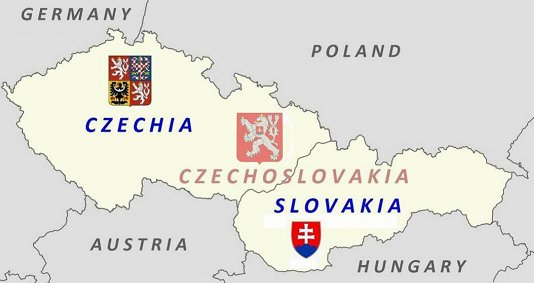 GERMANY
POLAND
CZECHIA
CZECHOSLOVAKIA
SLOVAKIA
AUSTRIA
HUNGARY